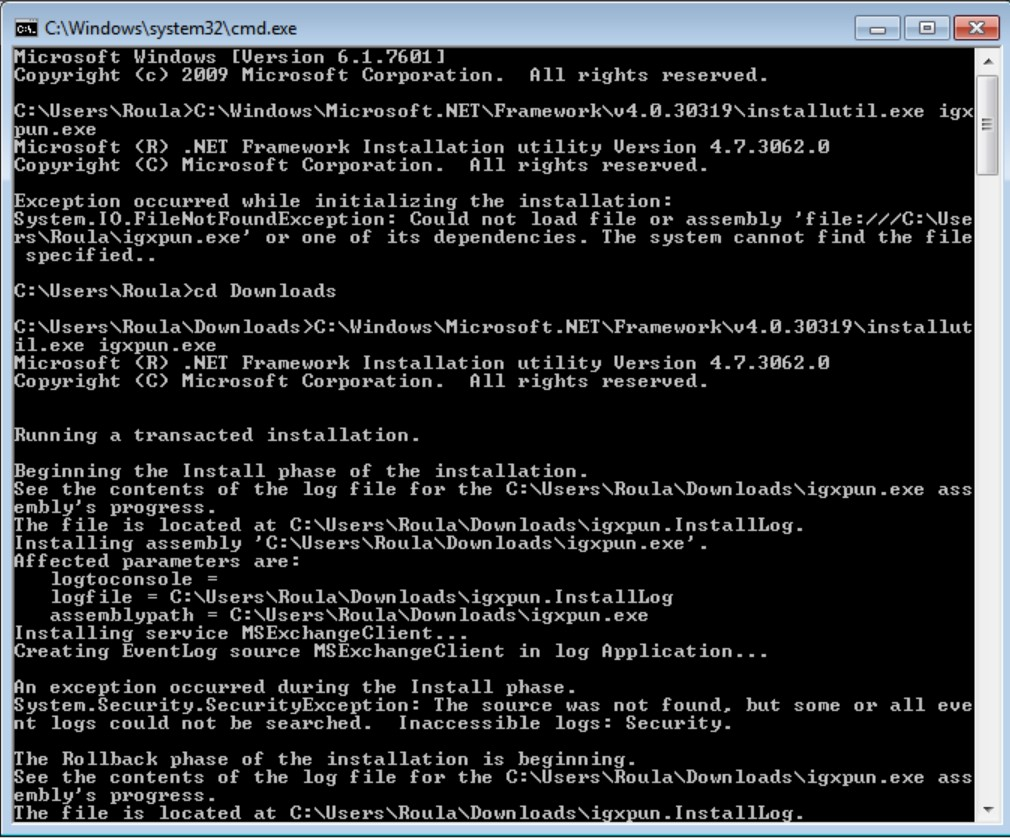 C:\Windows\system32\cmd.exe
Microsoft Windows [Version 6.1.7601]
Copyright (c) 2009 Microsoft Corporation.  All rights reserved.
C:\Users\Roula>C:\Windows\Microsoft.NET\Framework\v4.0.30319\installutil.exe igx
pun.exe
Microsoft (R) .NET Framework Installation utility Version 4.7.3062.0
Copyright (C) Microsoft Corporation.  All rights reserved.
Exception occurred while initializing the installation:
System.IO.FileNotFoundException: Could not load file or assembly 'file:///C:\Use
rs\Roula\igxpun.exe' or one of its dependencies. The system cannot find the file
 specified..
C:\Users\Roula>cd Downloads
C:\Users\Roula\Downloads>C:\Windows\Microsoft.NET\Framework\v4.0.30319\installut
il.exe igxpun.exe
Microsoft (R) .NET Framework Installation utility Version 4.7.3062.0
Copyright (C) Microsoft Corporation.  All rights reserved.
Running a transacted installation.
Beginning the Install phase of the installation.
See the contents of the log file for the C:\Users\Roula\Downloads\igxpun.exe ass
embly's progress.
The file is located at C:\Users\Roula\Downloads\igxpun.InstallLog.
Installing assembly 'C:\Users\Roula\Downloads\igxpun.exe'.
Affected parameters are:
   logtoconsole =
   logfile = C:\Users\Roula\Downloads\igxpun.InstallLog
   assemblypath = C:\Users\Roula\Downloads\igxpun.exe
Installing service MSExchangeClient...
Creating EventLog source MSExchangeClient in log Application...
An exception occurred during the Install phase.
System.Security.SecurityException: The source was not found, but some or all eve
nt logs could not be searched.  Inaccessible logs: Security.
The Rollback phase of the installation is beginning.
See the contents of the log file for the C:\Users\Roula\Downloads\igxpun.exe ass
embly's progress.
The file is located at C:\Users\Roula\Downloads\igxpun.InstallLog.